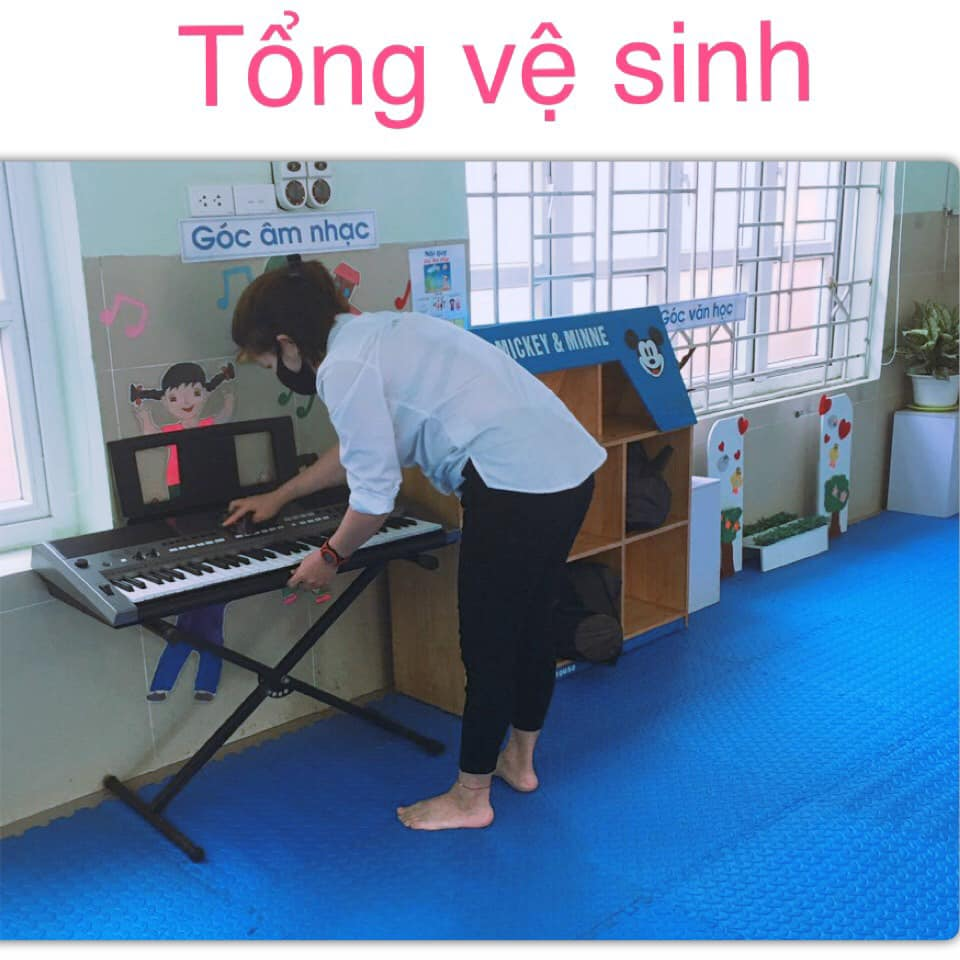 Tổng vệ sinh
Góc âm nhạc
Góc văn học
MICKEY & MINNE